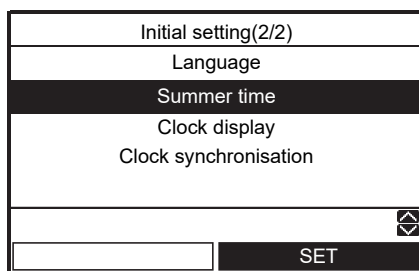 Initial setting(2/2)
Language
Summer time
Clock display
Clock synchronisation
SET